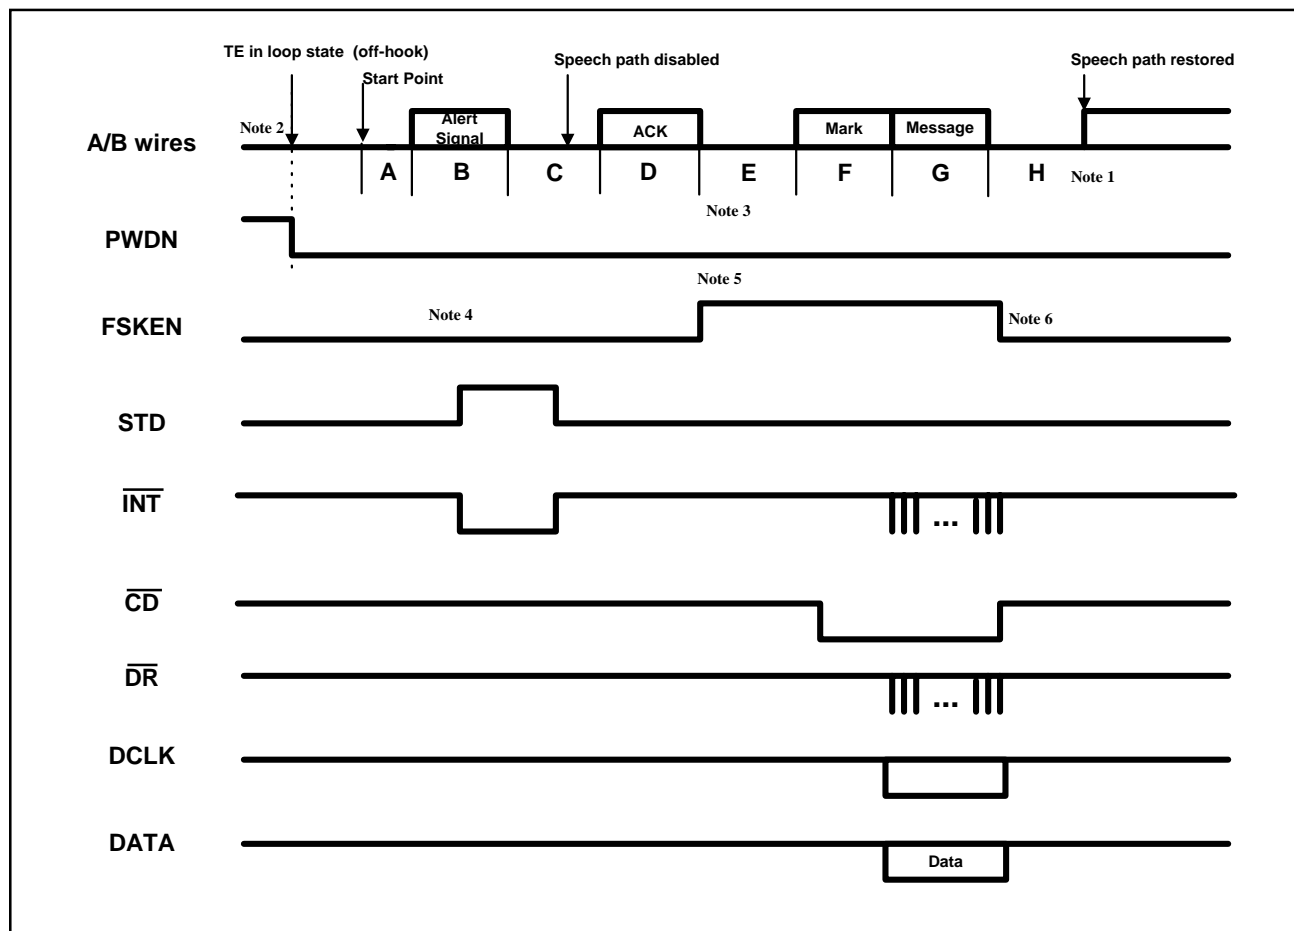 TE in loop state (off-hook)
Start Point
Speech path disabled
Speech path restored
Note 2
A/B wires
Alert
Signal
ACK
Mark
Message
A
B
C
D
E
F
G
H
Note 1
Note 3
PWDN
Note 5
Note 4
FSKEN
Note 6
STD
INT
...
CD
DR
...
DCLK
DATA
Data